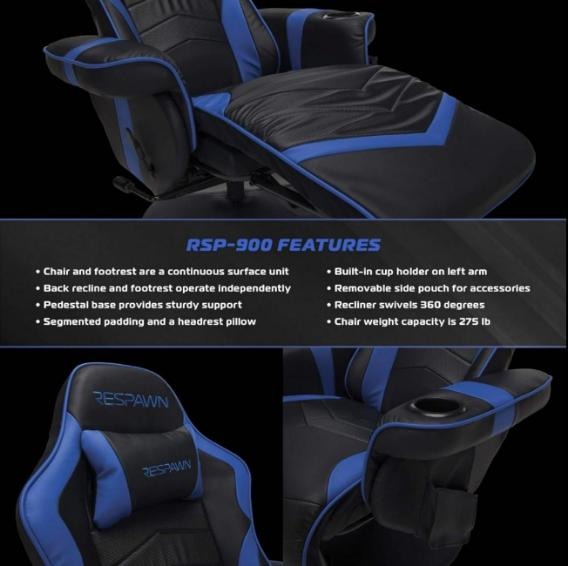 RSP-900 FEATURES
• Chair and footrest are a continuous surface unit
• Back recline and footrest operate independently
• Pedestal base provides sturdy support
• Segmented padding and a headrest pillow
• Built-in cup holder on left arm
• Removable side pouch for accessories
• Recliner swivels 360 degrees
• Chair weight capacity is 275 lb
RESPAWN
RESPAWN